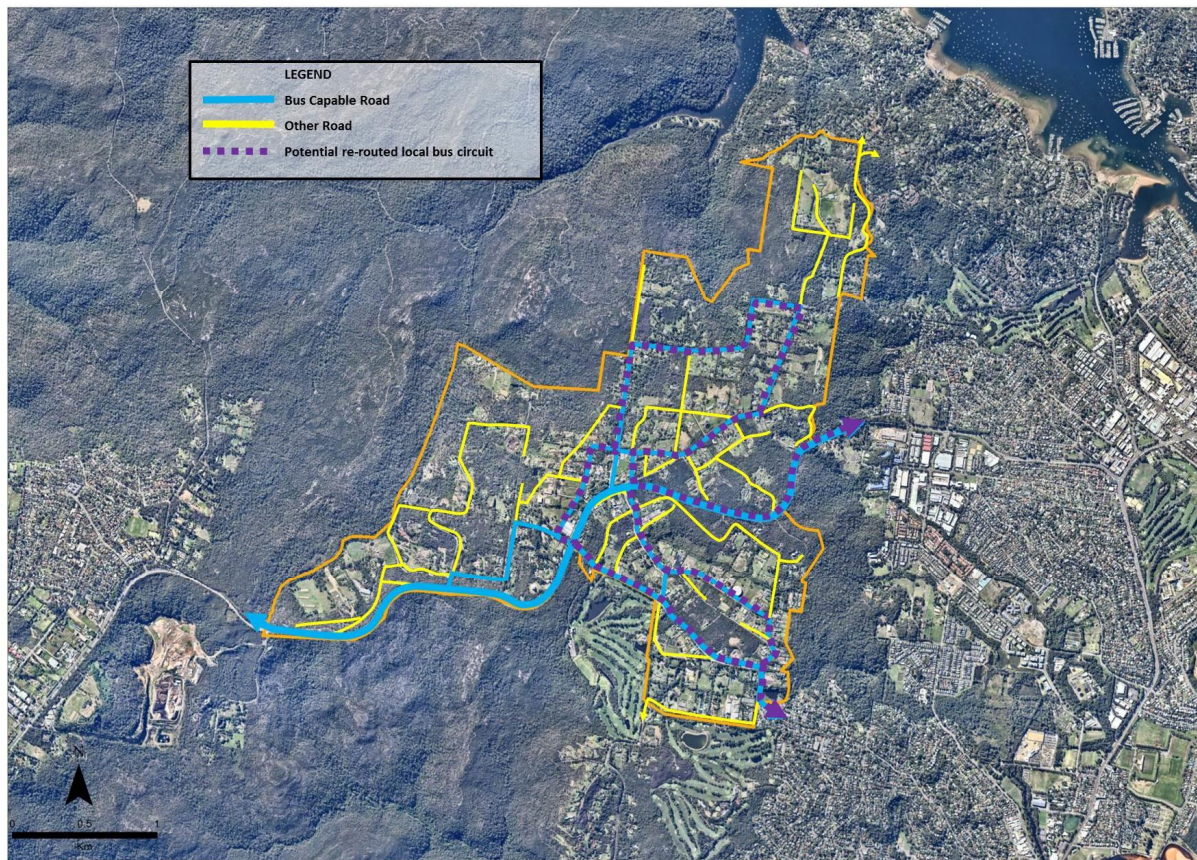 LEGEND
Bus Capable Road
Other Road
Potential re-routed local bus circuit
N
0 0.5 1
Km